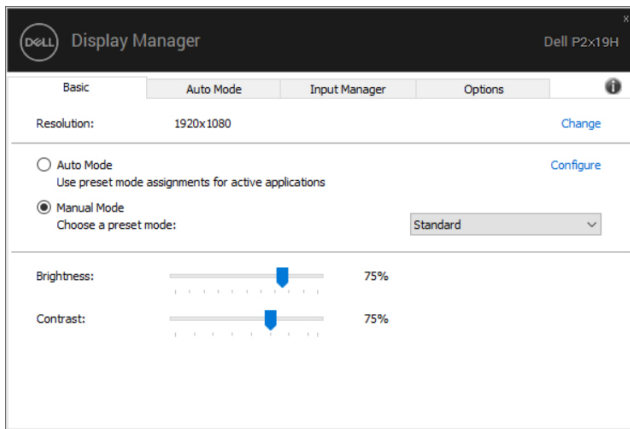 x
DELL Display Manager Dell P2x19H
Basic Auto Mode Input Manager Options
Resolution: 1920x1080 Change
Auto Mode Configure
Use preset mode assignments for active applications
Manual Mode
Choose a preset mode: Standard
Brightness: 75%
Contrast: 75%